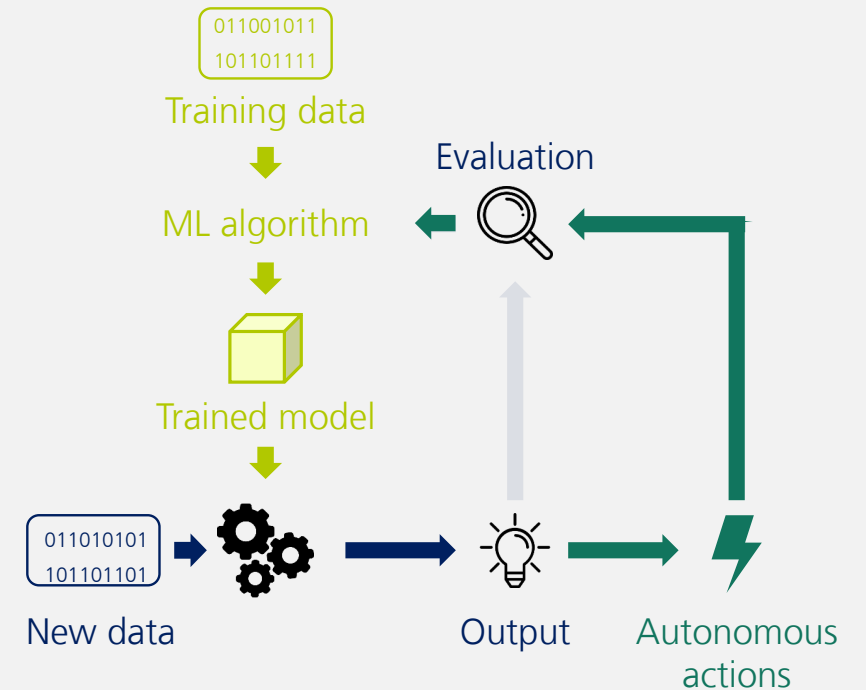 011001011
101101111
Training data
Evaluation
ML algorithm
Trained model
011010101
101101101
New data
Output
Autonomous
actions